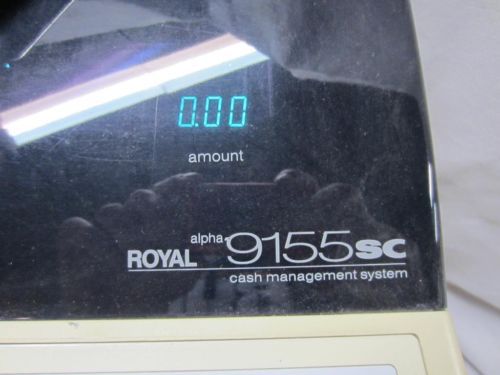 0.00
amount
ROYAL alpha 9155sc
cash management system